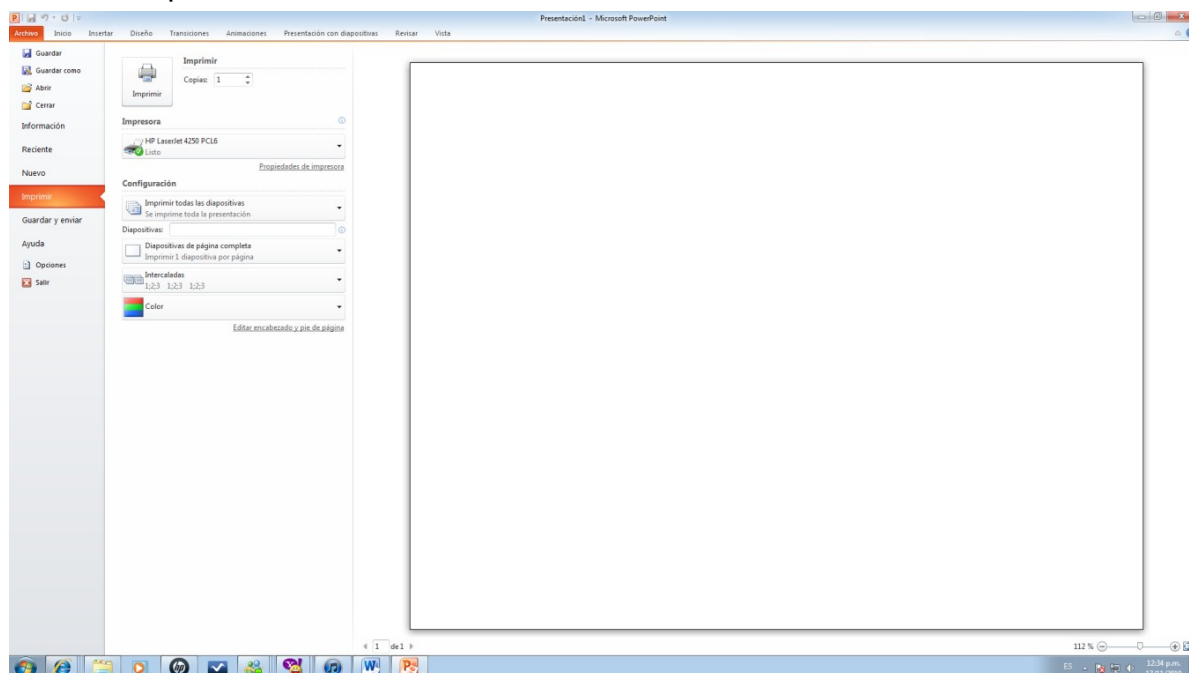 Presentación1 - Microsoft PowerPoint
Archivo Inicio Insertar Diseño Transiciones Animaciones Presentación con diapositivas Revisar Vista
Guardar
Guardar como
Abrir
Cerrar
Información
Reciente
Nuevo
Imprimir
Guardar y enviar
Ayuda
Opciones
Salir
Imprimir
Copias: 1
Imprimir
Impresora
HP LaserJet 4250 PCL6
Listo
Propiedades de impresora
Configuración
Imprimir todas las diapositivas
Se imprime toda la presentación
Diapositivas:
Diapositivas de página completa
Imprimir 1 diapositiva por página
Intercaladas
1;2;3 1;2;3 1;2;3
Color
Editar encabezado y pie de página
1 de 1
112 %
ES 12:34 p.m.